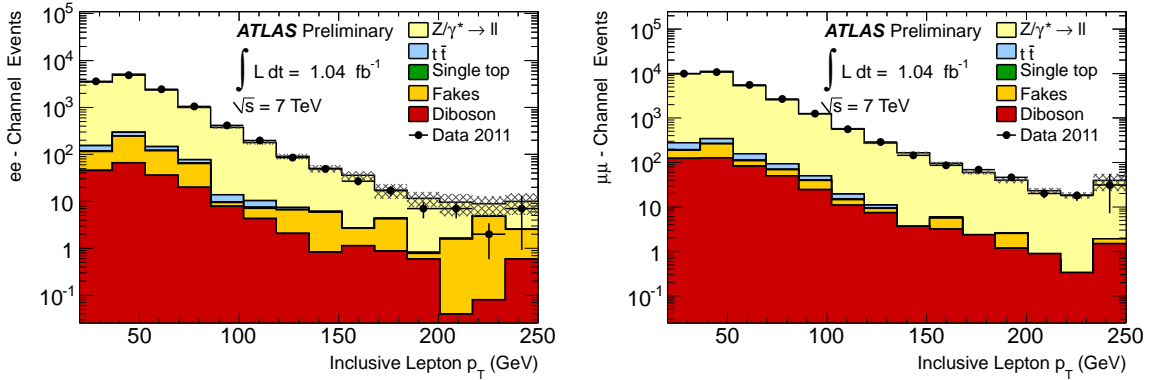 ee - Channel Events
10⁵
10⁴
10³
10²
10
1
10⁻¹
ATLAS Preliminary
∫ L dt = 1.04 fb⁻¹
√s = 7 TeV
Z/γ* → ll
t t̄
Single top
Fakes
Diboson
Data 2011
50 100 150 200 250
Inclusive Lepton p_T (GeV)
μμ - Channel Events
10⁵
10⁴
10³
10²
10
1
10⁻¹
ATLAS Preliminary
∫ L dt = 1.04 fb⁻¹
√s = 7 TeV
Z/γ* → ll
t t̄
Single top
Fakes
Diboson
Data 2011
50 100 150 200 250
Inclusive Lepton p_T (GeV)